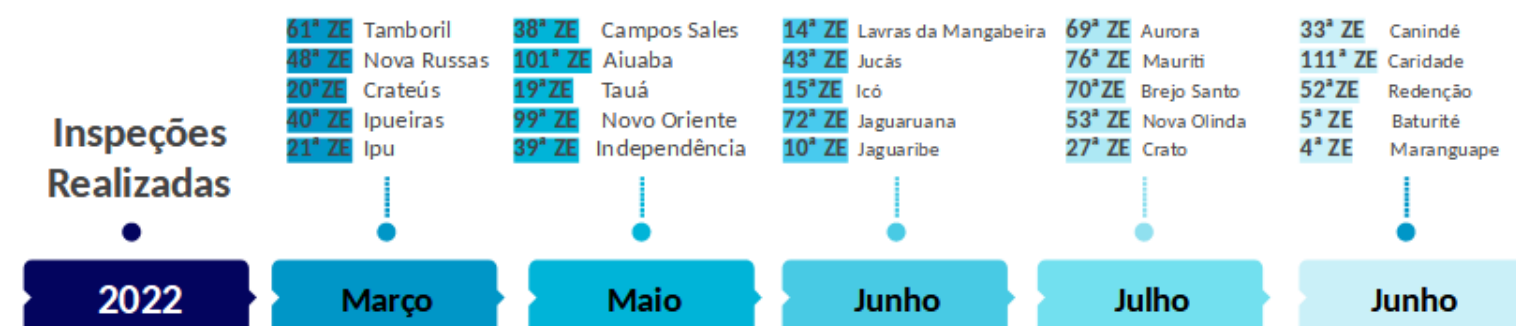 Inspeções
Realizadas
2022
61ª ZE Tamboril
48ª ZE Nova Russas
20ªZE Crateús
40ª ZE Ipueiras
21ª ZE Ipu
Março
38ª ZE Campos Sales
101ª ZE Aiuaba
19ªZE Tauá
99ª ZE Novo Oriente
39ª ZE Independência
Maio
14ª ZE Lavras da Mangabeira
43ª ZE Jucás
15ªZE Icó
72ª ZE Jaguaruana
10ª ZE Jaguaribe
Junho
69ª ZE Aurora
76ª ZE Mauriti
70ªZE Brejo Santo
53ª ZE Nova Olinda
27ª ZE Crato
Julho
33ª ZE Canindé
111ª ZE Caridade
52ªZE Redenção
5ª ZE Baturité
4ª ZE Maranguape
Junho